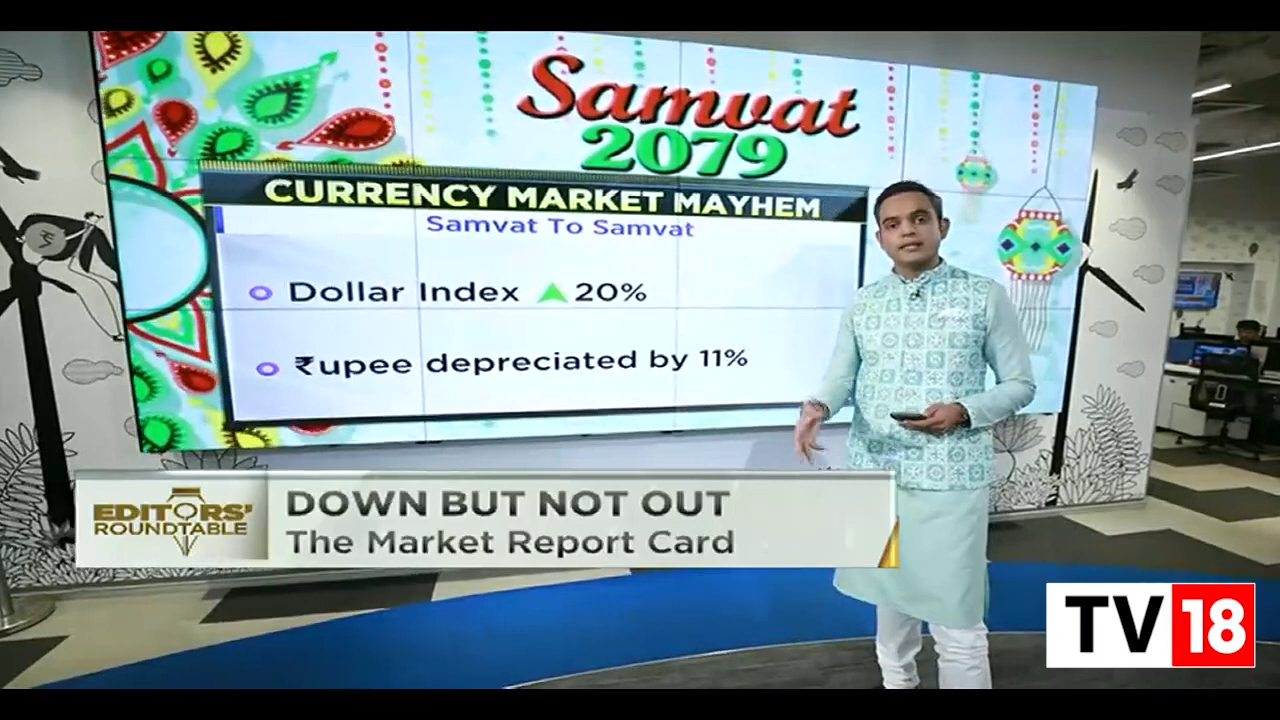 Samvat
2079
CURRENCY MARKET MAYHEM
Samvat To Samvat
Dollar Index 20%
₹upee depreciated by 11%
EDITORS'
ROUNDTABLE
DOWN BUT NOT OUT
The Market Report Card
TV18